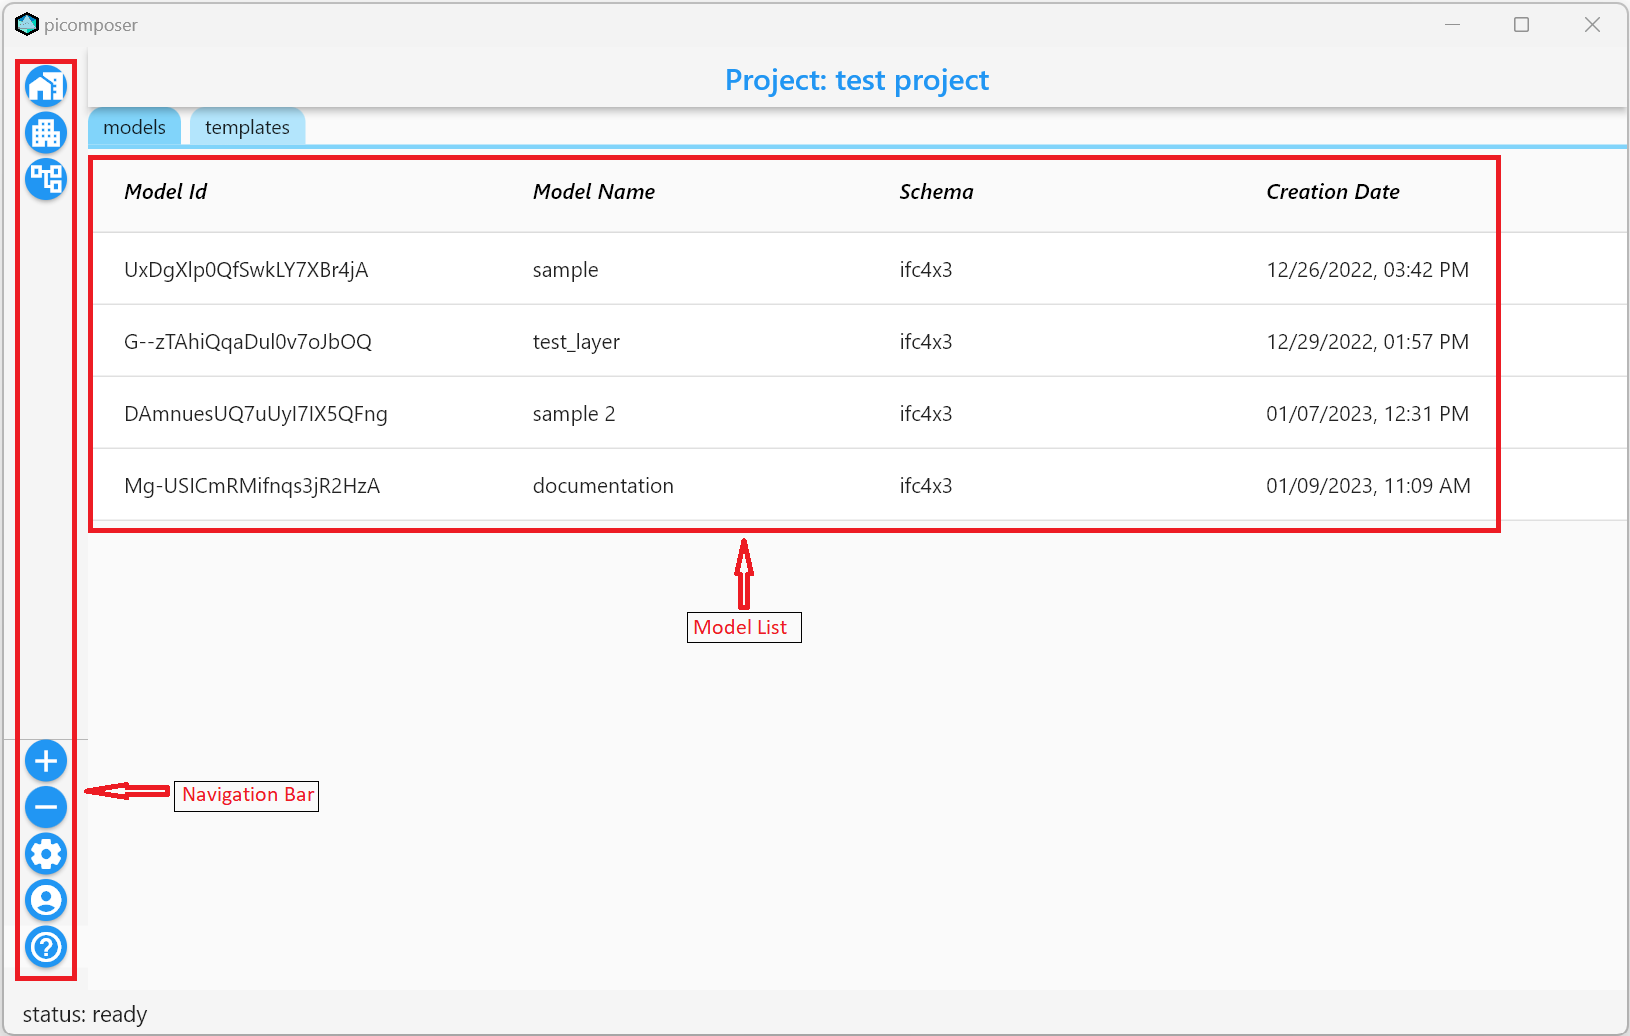 picomposer
Project: test project
models templates
Model Id Model Name Schema Creation Date
UxDgXlp0QfSwkLY7XBr4jA sample ifc4x3 12/26/2022, 03:42 PM
G--zTAhiQqaDul0v7oJbOQ test_layer ifc4x3 12/29/2022, 01:57 PM
DAmnuesUQ7uUyI7IX5QFng sample 2 ifc4x3 01/07/2023, 12:31 PM
Mg-USICmRMifnqs3jR2HzA documentation ifc4x3 01/09/2023, 11:09 AM
Model List
Navigation Bar
status: ready